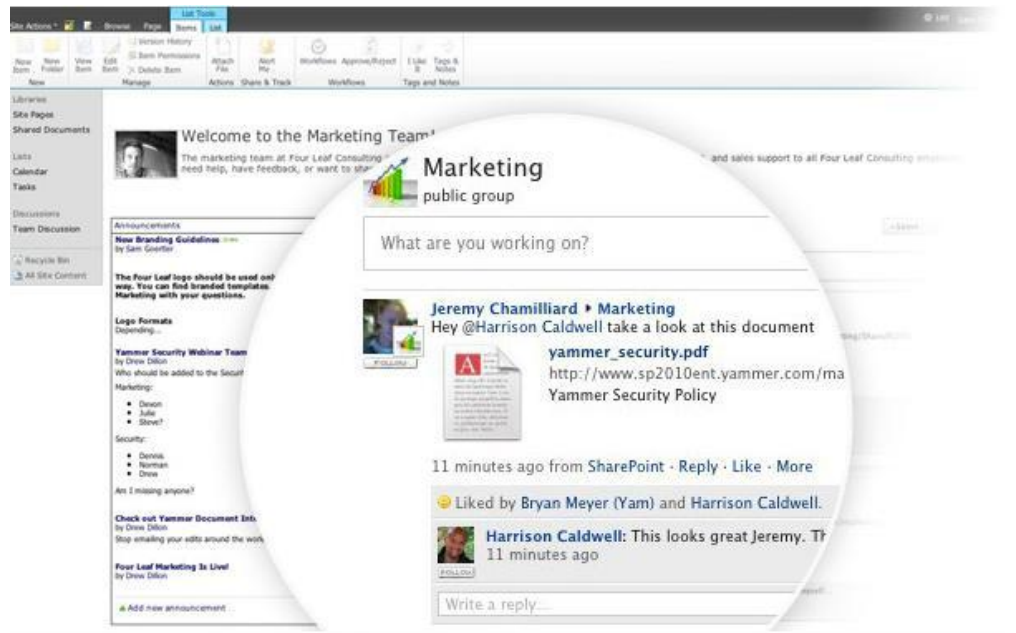 List Tools
Site Actions
Browse Page Items List
New Item
New Folder
View Item
Edit Item
Version History
Item Permissions
Delete Item
Attach File
Alert Me
Workflows
Approve/Reject
I Like It
Tags & Notes
New
Manage
Actions
Share & Track
Workflows
Tags and Notes
Libraries
Site Pages
Shared Documents
Lists
Calendar
Tasks
Discussions
Team Discussion
Recycle Bin
All Site Content
Welcome to the Marketing Team!
The marketing team at Four Leaf Consulting
and sales support to all Four Leaf Consulting
need help, have feedback, or want to
Announcements
New Branding Guidelines
by Sam Goertler
The Four Leaf logo should be used only
way. You can find branded templates
Marketing with your questions.
Logo Formats
Depending...
Yammer Security Webinar Team
by Drew Dillon
Who should be added to the
Marketing:
Devon
Julie
Steve?
Security:
Dennis
Norman
Drew
Am I missing anyone?
Check out Yammer Document
by Drew Dillon
Stop emailing your edits around the
Four Leaf Marketing Is Live!
by Drew Dillon
Add new announcement
Marketing
public group
What are you working on?
Jeremy Chamilliard ▸ Marketing
Hey @Harrison Caldwell take a look at this document
FOLLOW
yammer_security.pdf
http://www.sp2010ent.yammer.com/ma
Yammer Security Policy
11 minutes ago from SharePoint · Reply · Like · More
Liked by Bryan Meyer (Yam) and Harrison Caldwell.
Harrison Caldwell: This looks great Jeremy. Th
11 minutes ago
FOLLOW
Write a reply...